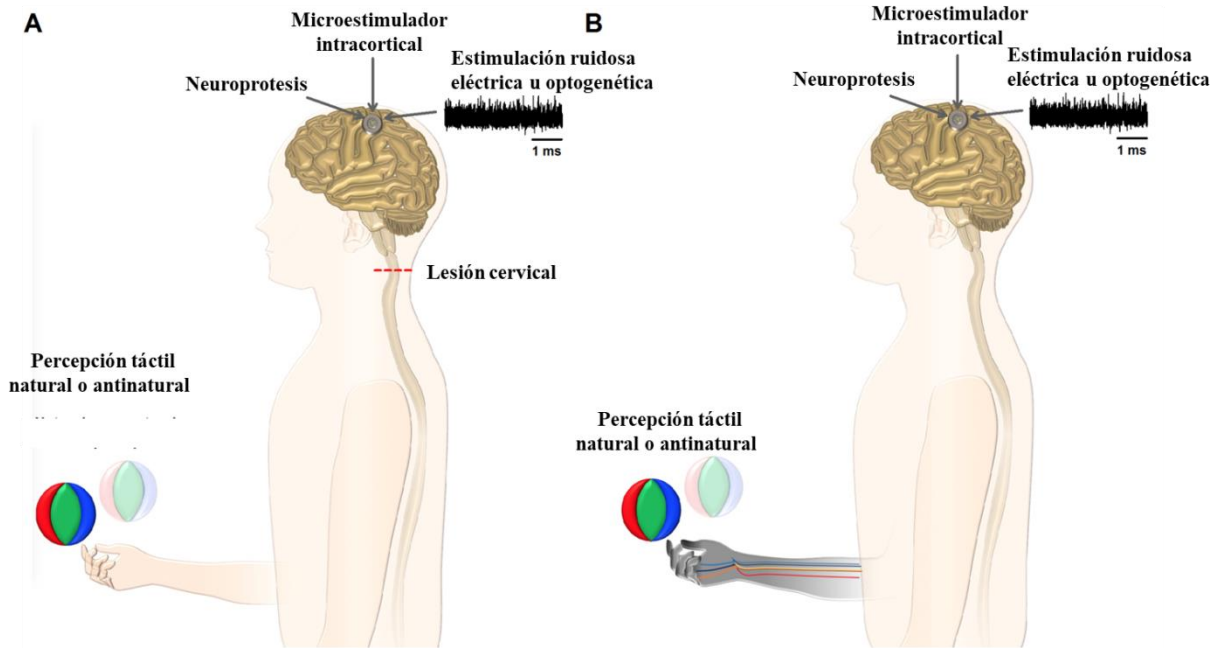 A
Microestimulador
intracortical
Estimulación ruidosa
eléctrica u optogenética
Neuroprotesis
1 ms
Lesión cervical
Percepción táctil
natural o antinatural
B
Microestimulador
intracortical
Estimulación ruidosa
eléctrica u optogenética
Neuroprotesis
1 ms
Percepción táctil
natural o antinatural